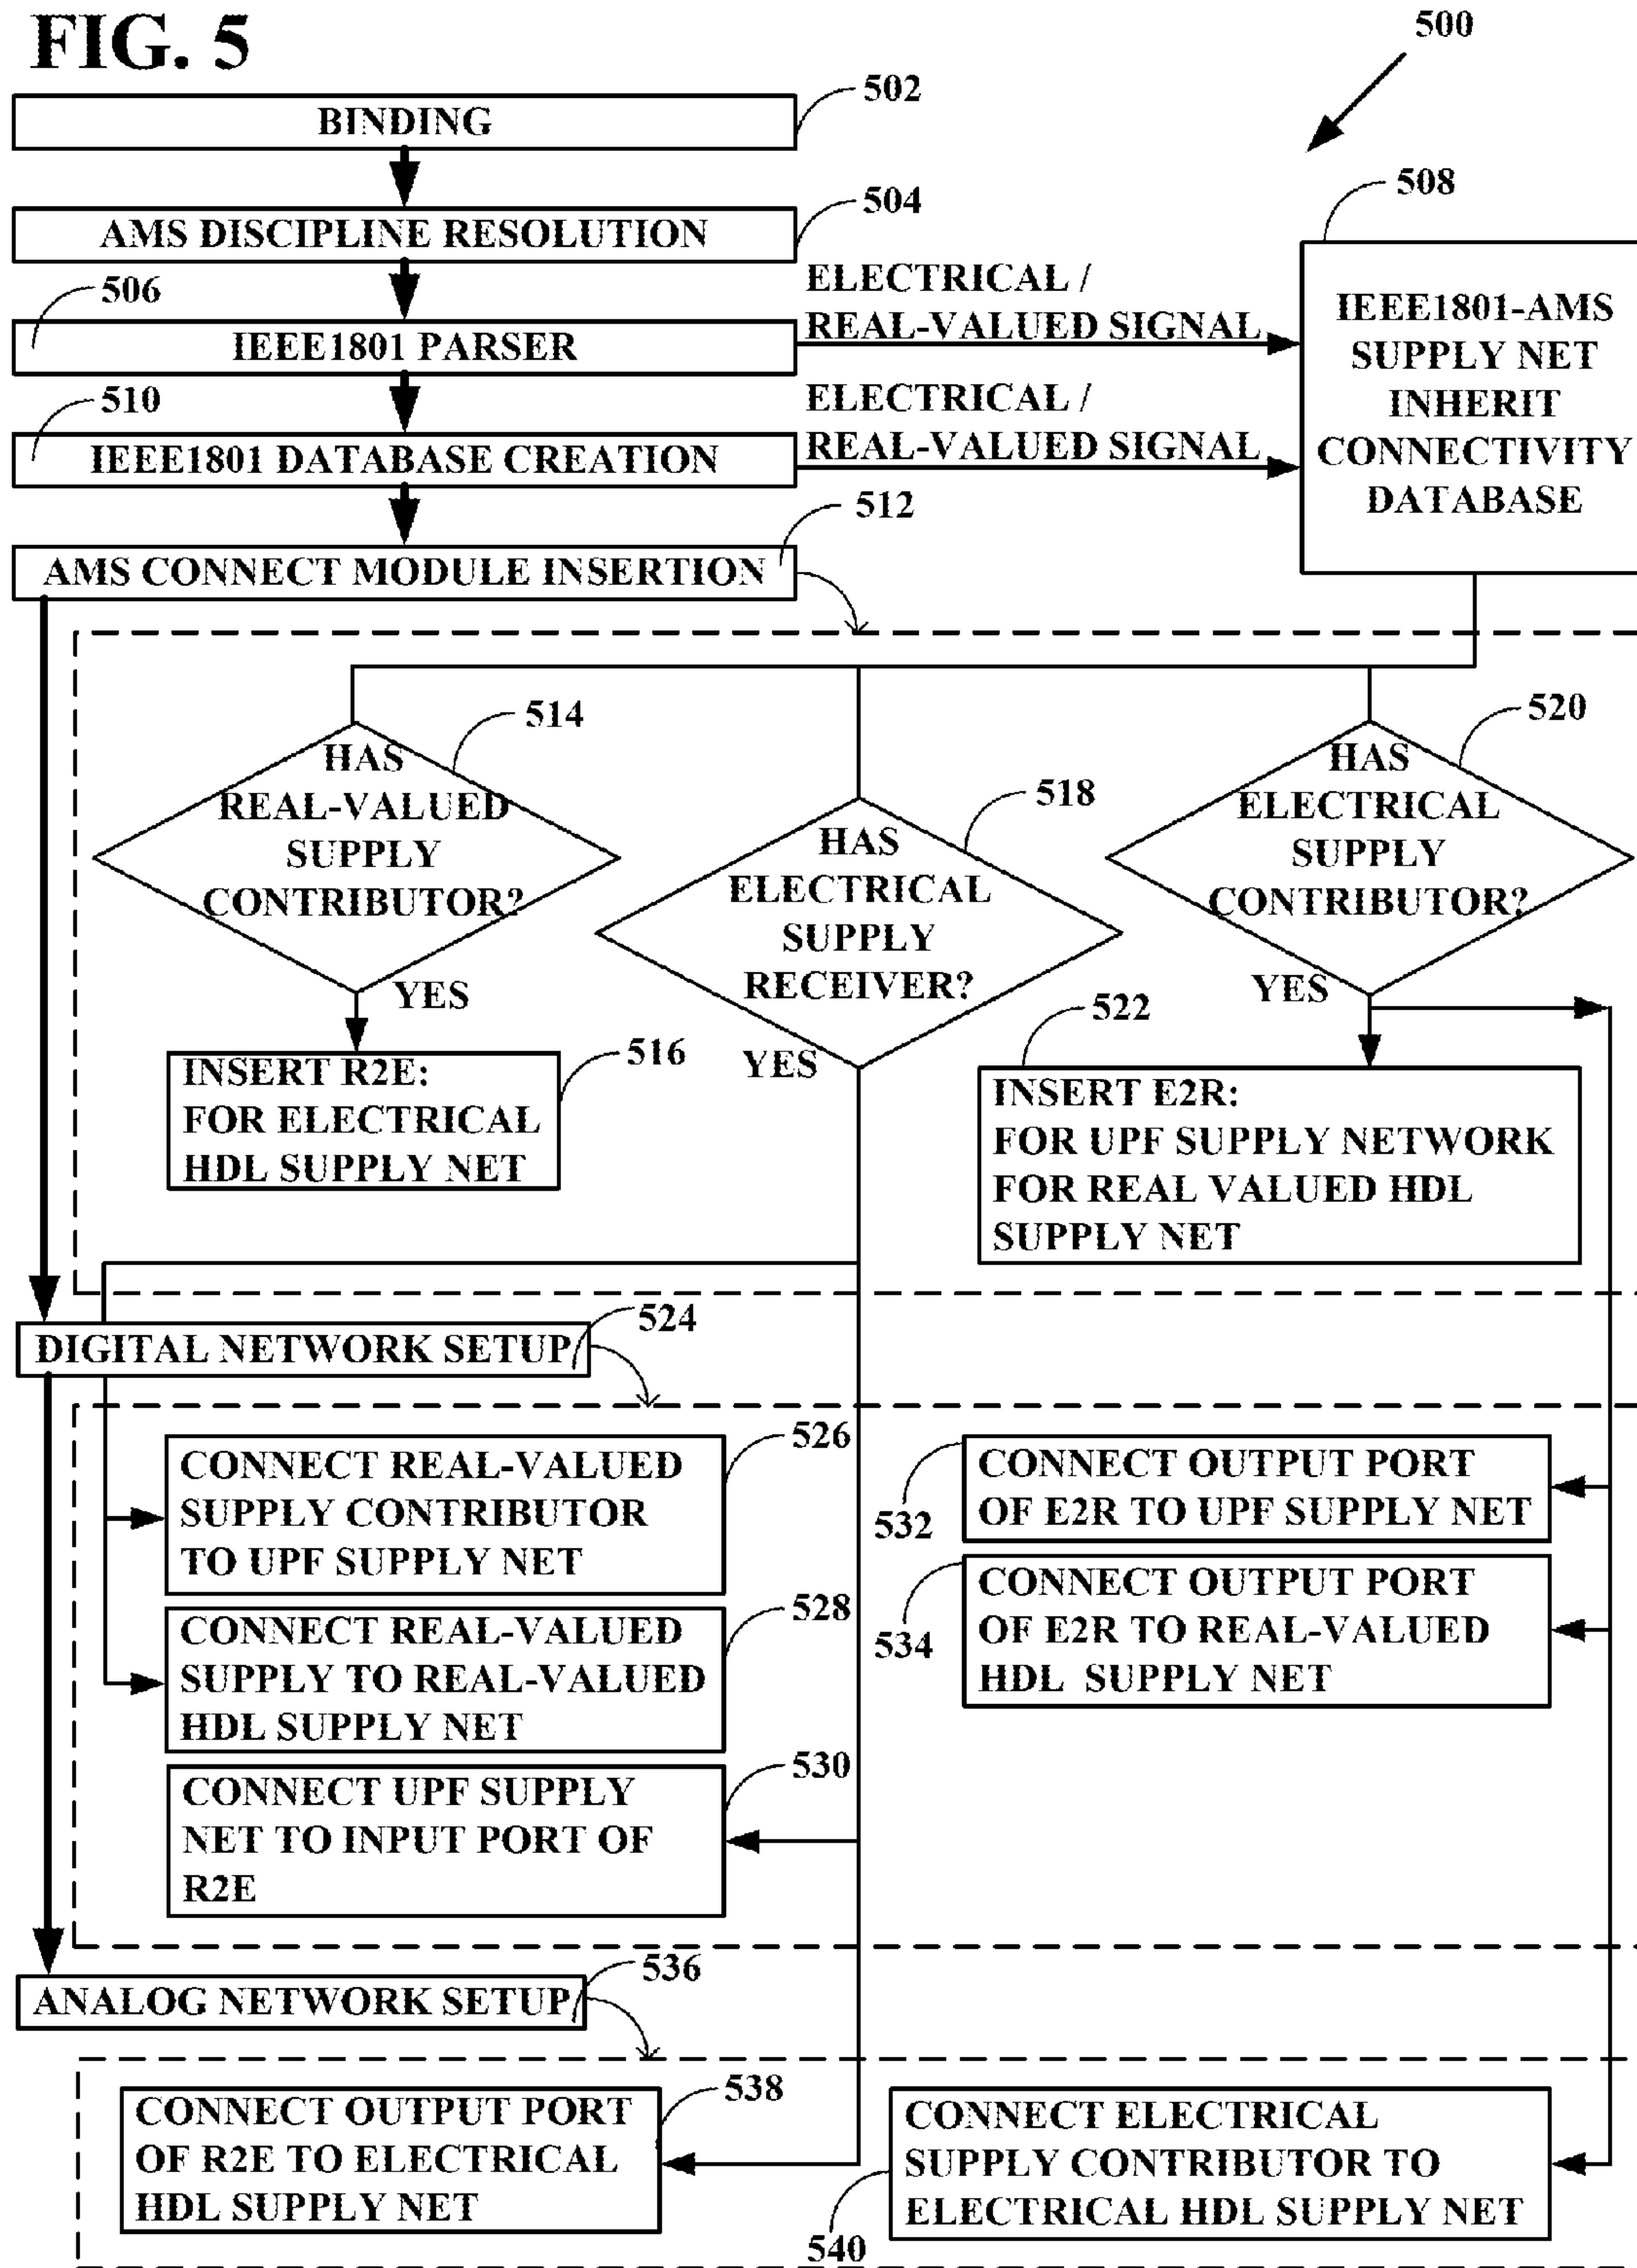 FIG. 5
500
BINDING
502
AMS DISCIPLINE RESOLUTION
504
506
IEEE1801 PARSER
ELECTRICAL /
REAL-VALUED SIGNAL
508
IEEE1801-AMS
SUPPLY NET
INHERIT
CONNECTIVITY
DATABASE
510
IEEE1801 DATABASE CREATION
ELECTRICAL /
REAL-VALUED SIGNAL
512
AMS CONNECT MODULE INSERTION
514
HAS
REAL-VALUED
SUPPLY
CONTRIBUTOR?
YES
516
INSERT R2E:
FOR ELECTRICAL
HDL SUPPLY NET
518
HAS
ELECTRICAL
SUPPLY
RECEIVER?
YES
520
HAS
ELECTRICAL
SUPPLY
CONTRIBUTOR?
YES
522
INSERT E2R:
FOR UPF SUPPLY NETWORK
FOR REAL VALUED HDL
SUPPLY NET
524
DIGITAL NETWORK SETUP
526
CONNECT REAL-VALUED
SUPPLY CONTRIBUTOR
TO UPF SUPPLY NET
528
CONNECT REAL-VALUED
SUPPLY TO REAL-VALUED
HDL SUPPLY NET
530
CONNECT UPF SUPPLY
NET TO INPUT PORT OF
R2E
532
CONNECT OUTPUT PORT
OF E2R TO UPF SUPPLY NET
534
CONNECT OUTPUT PORT
OF E2R TO REAL-VALUED
HDL SUPPLY NET
536
ANALOG NETWORK SETUP
538
CONNECT OUTPUT PORT
OF R2E TO ELECTRICAL
HDL SUPPLY NET
540
CONNECT ELECTRICAL
SUPPLY CONTRIBUTOR TO
ELECTRICAL HDL SUPPLY NET